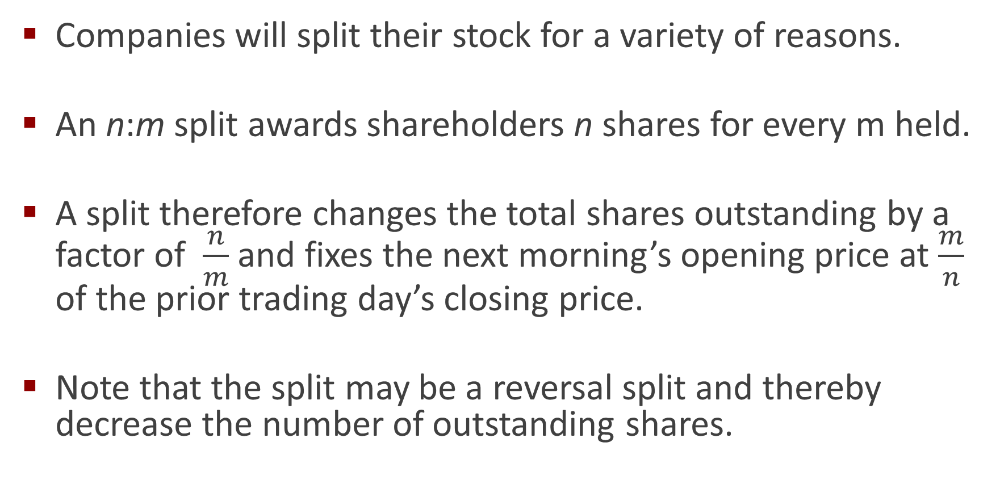 ▪ Companies will split their stock for a variety of reasons.
▪ An n:m split awards shareholders n shares for every m held.
▪ A split therefore changes the total shares outstanding by a
factor of n/m and fixes the next morning’s opening price at m/n
of the prior trading day’s closing price.
▪ Note that the split may be a reversal split and thereby
decrease the number of outstanding shares.